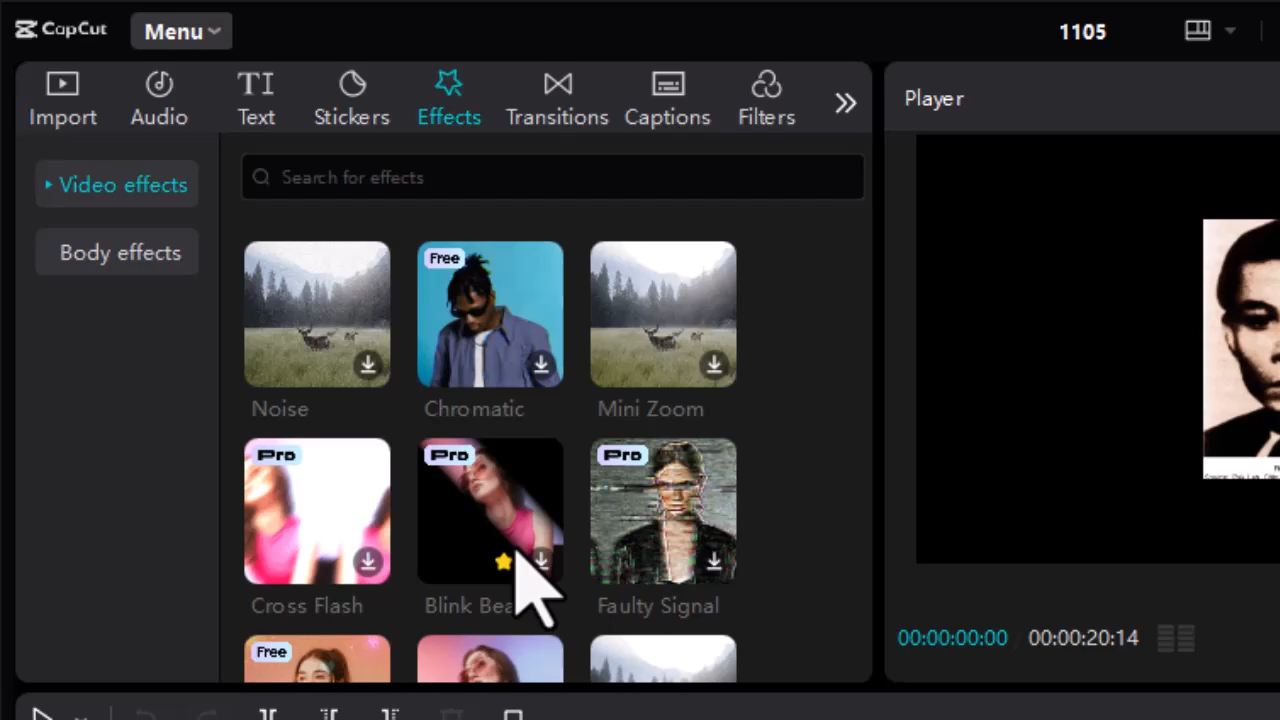 CapCut Menu 1105
Import Audio Text Stickers Effects Transitions Captions Filters
Player
Video effects
Search for effects
Body effects
Free
Noise Chromatic Mini Zoom
Pro Pro Pro
Cross Flash Blink Bea Faulty Signal
Free
00:00:00:00 / 00:00:20:14